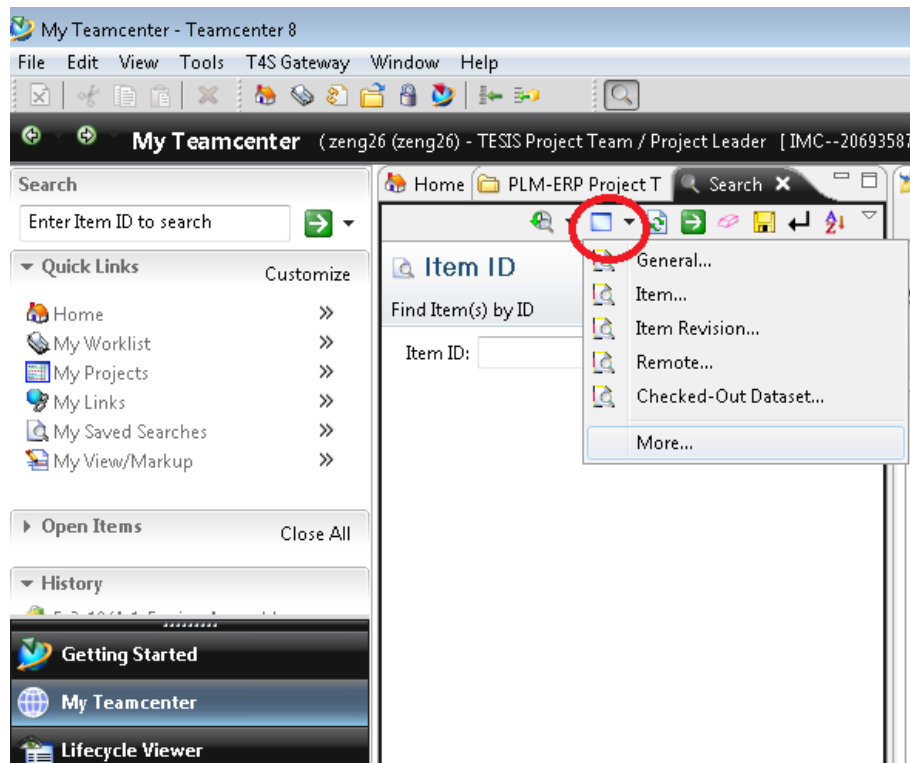 My Teamcenter - Teamcenter 8
File Edit View Tools T4S Gateway Window Help
My Teamcenter (zeng26 (zeng26) - TESIS Project Team / Project Leader [ IMC--20693587
Search
Enter Item ID to search
Quick Links Customize
Home
My Worklist
My Projects
My Links
My Saved Searches
My View/Markup
Open Items Close All
History
Getting Started
My Teamcenter
Lifecycle Viewer
Home PLM-ERP Project T Search
Item ID
Find Item(s) by ID
Item ID:
General...
Item...
Item Revision...
Remote...
Checked-Out Dataset...
More...